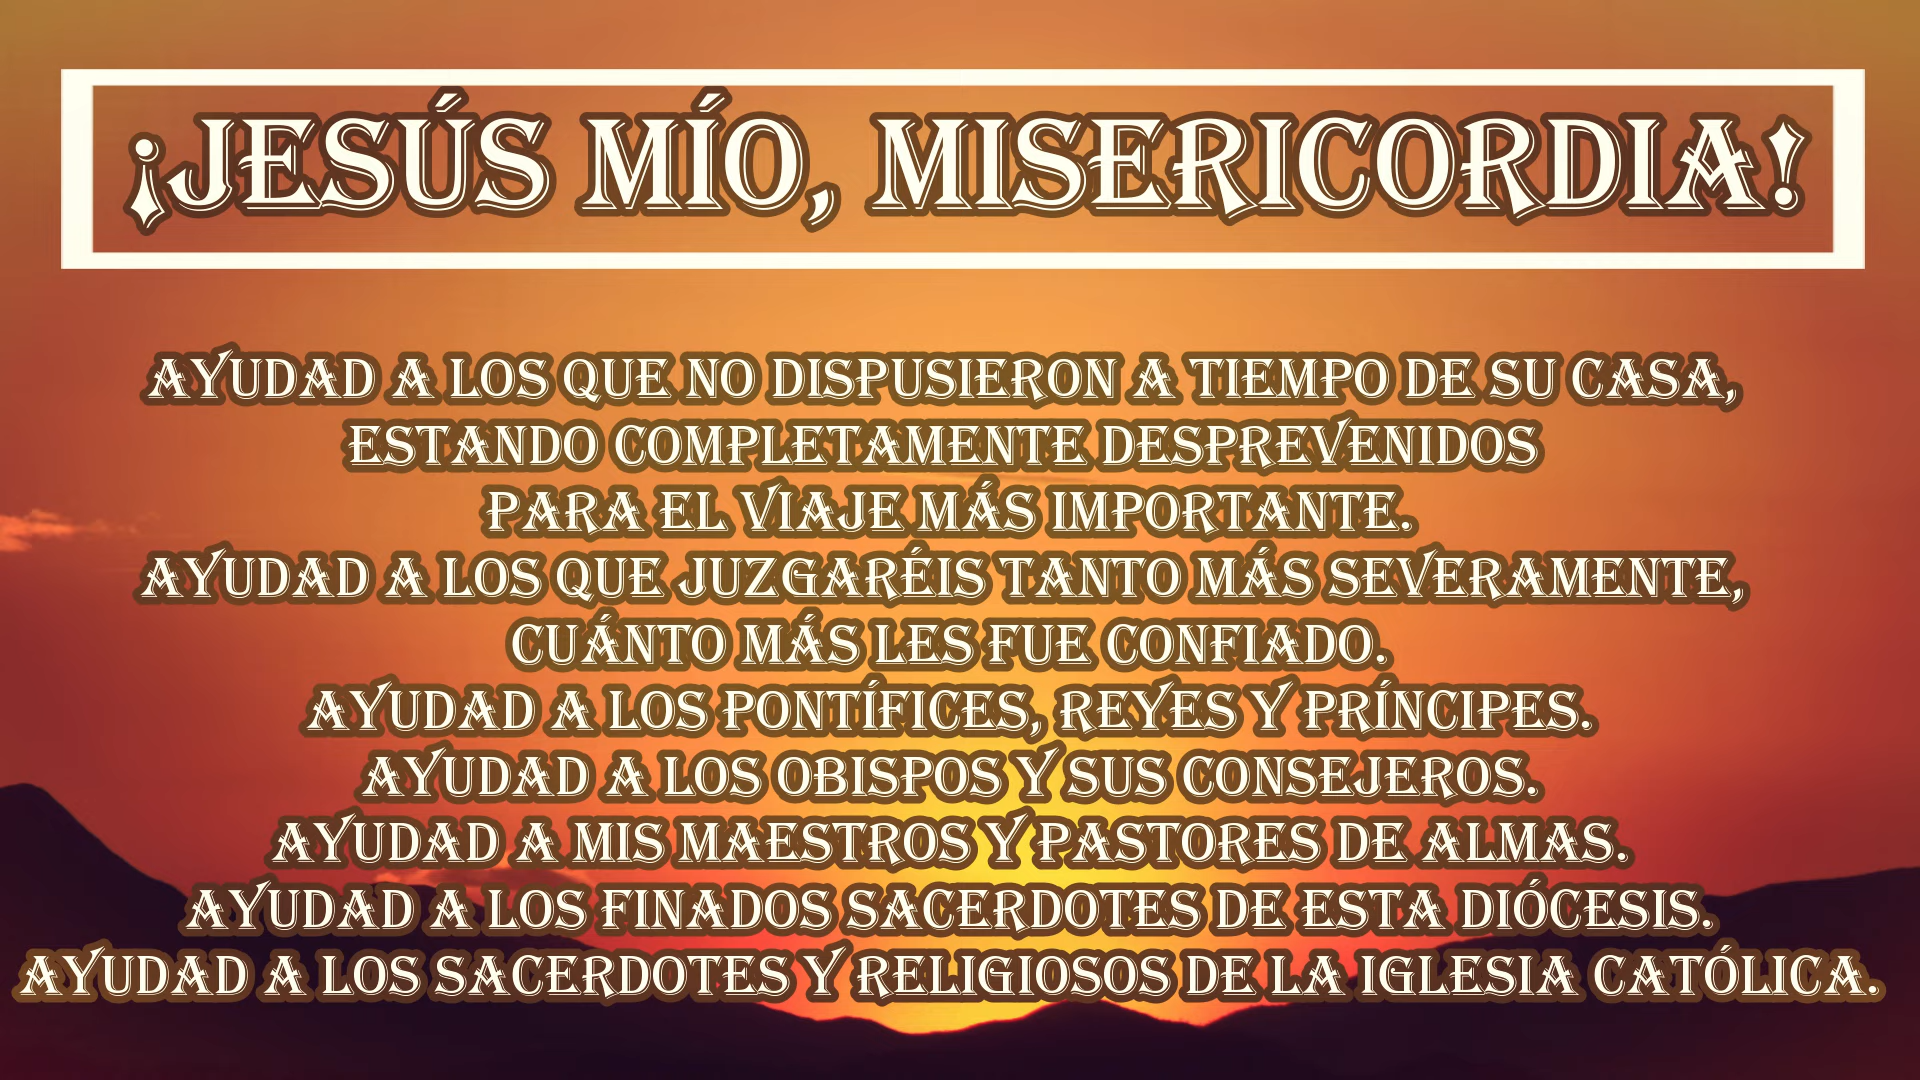 ¡JESÚS MÍO, MISERICORDIA!
AYUDAD A LOS QUE NO DISPUSIERON A TIEMPO DE SU CASA,
ESTANDO COMPLETAMENTE DESPREVENIDOS
PARA EL VIAJE MÁS IMPORTANTE.
AYUDAD A LOS QUE JUZGARÉIS TANTO MÁS SEVERAMENTE,
CUÁNTO MÁS LES FUE CONFIADO.
AYUDAD A LOS PONTÍFICES, REYES Y PRÍNCIPES.
AYUDAD A LOS OBISPOS Y SUS CONSEJEROS.
AYUDAD A MIS MAESTROS Y PASTORES DE ALMAS.
AYUDAD A LOS FINADOS SACERDOTES DE ESTA DIÓCESIS.
AYUDAD A LOS SACERDOTES Y RELIGIOSOS DE LA IGLESIA CATÓLICA.